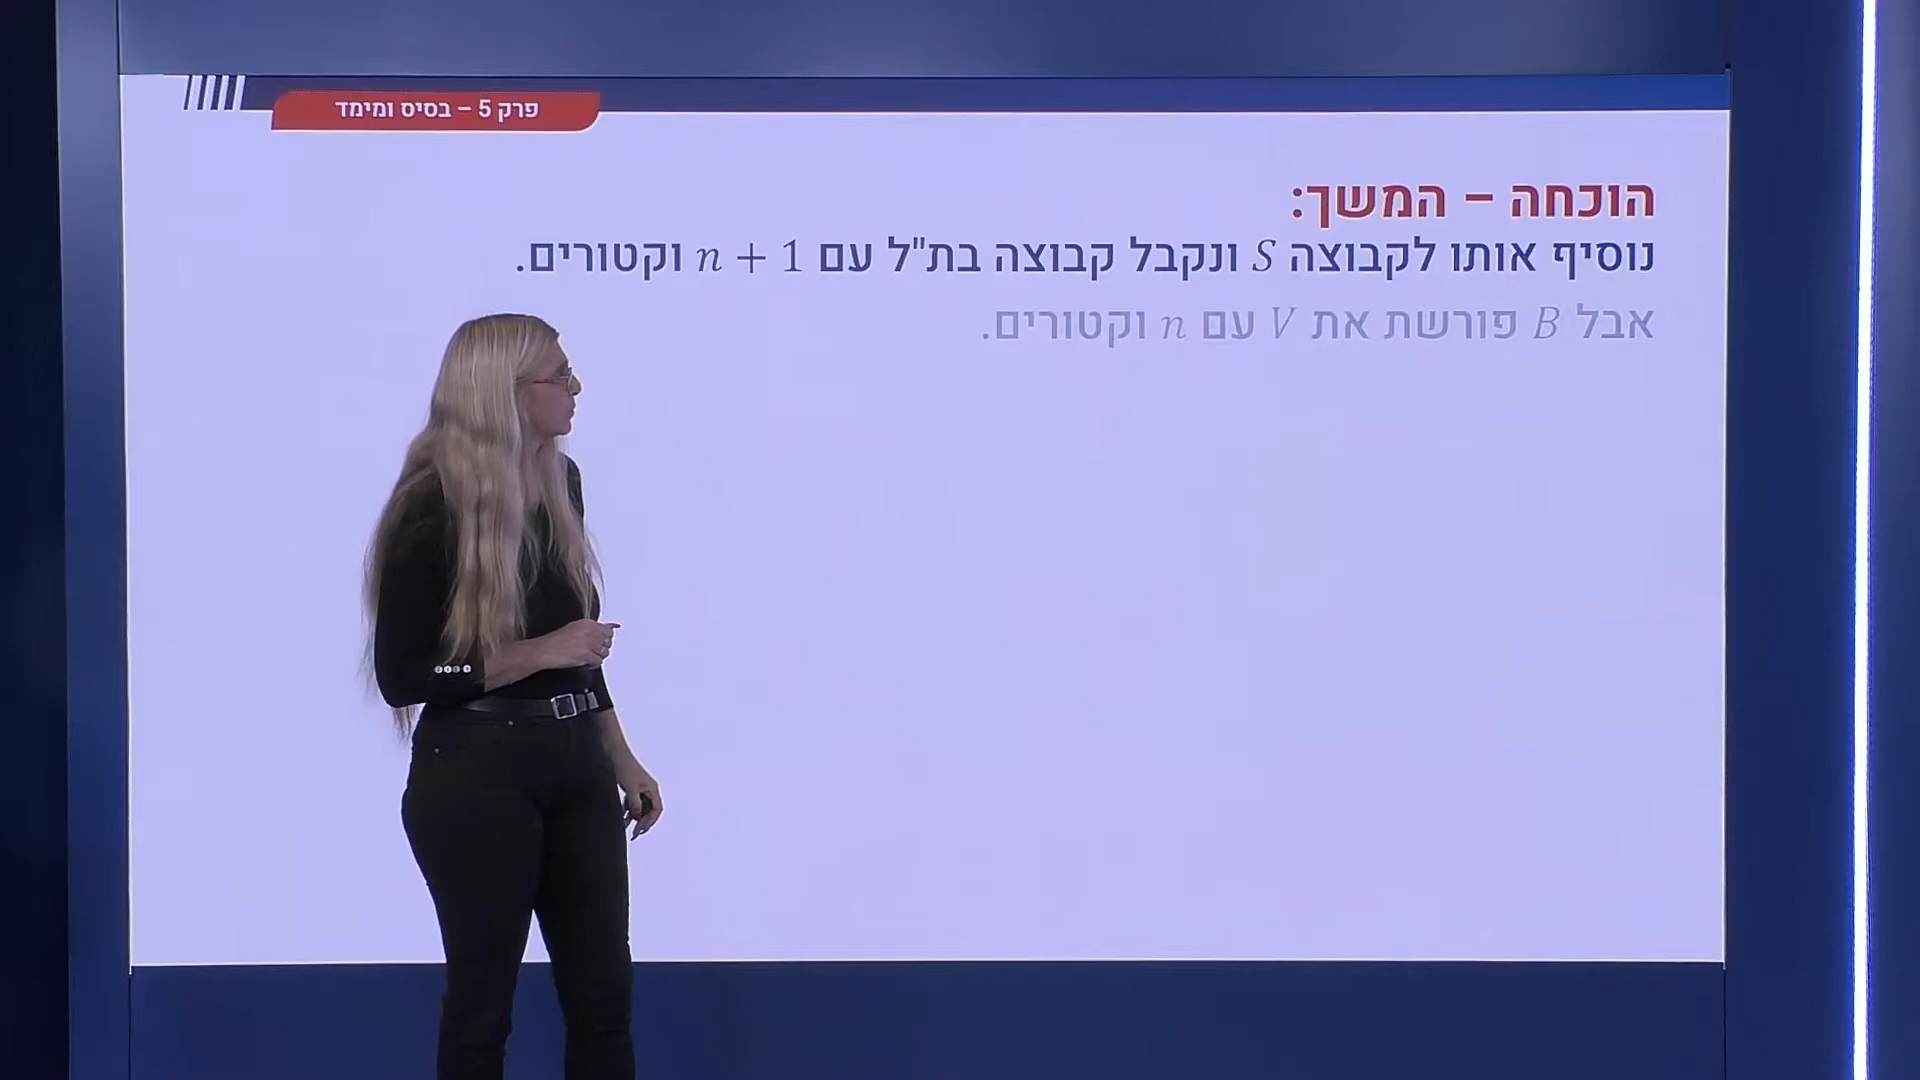 פרק 5 – בסיס ומימד
הוכחה – המשך:
נוסיף אותו לקבוצה S ונקבל קבוצה בת"ל עם n + 1 וקטורים.
אבל B פורשת את V עם n וקטורים.